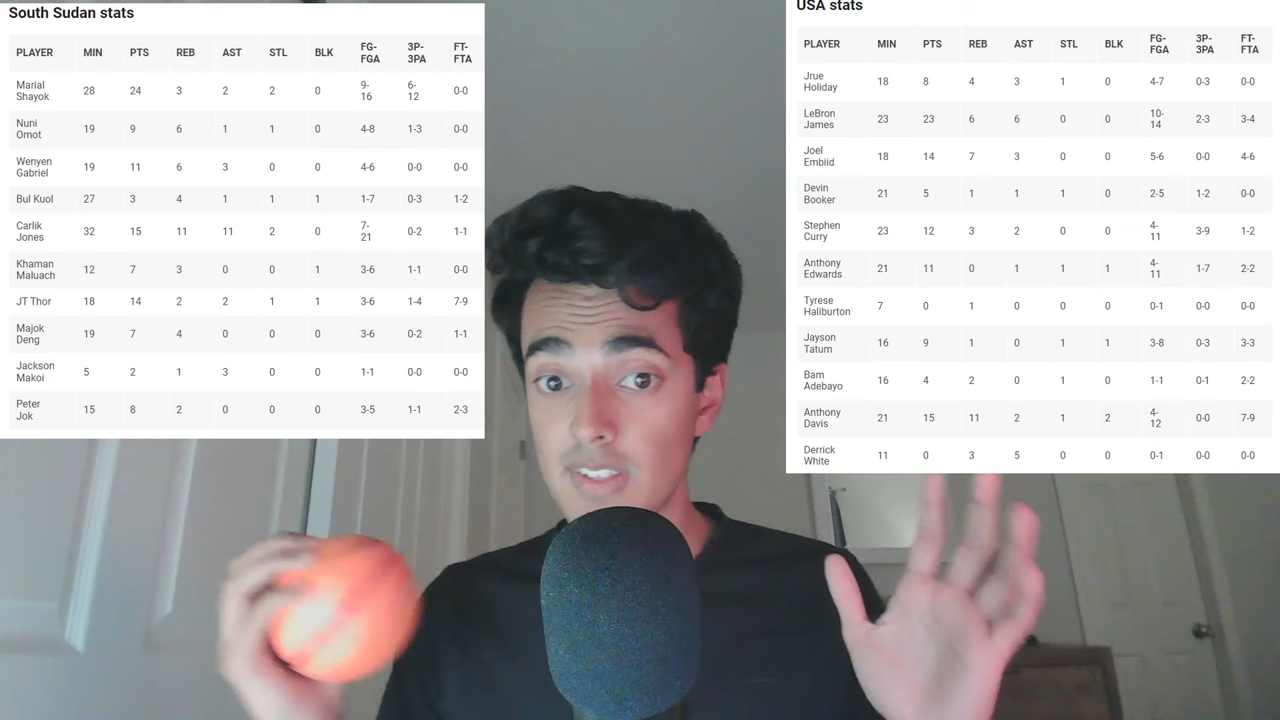 South Sudan stats
PLAYER MIN PTS REB AST STL BLK FG-FGA 3P-3PA FT-FTA
Marial Shayok 28 24 3 2 2 0 9-16 6-12 0-0
Nuni Omot 19 9 6 1 1 0 4-8 1-3 0-0
Wenyen Gabriel 19 11 6 3 0 0 4-6 0-0 0-0
Bul Kuol 27 3 4 1 1 1 1-7 0-3 1-2
Carlik Jones 32 15 11 11 2 0 7-21 0-2 1-1
Khaman Maluach 12 7 3 0 0 1 3-6 1-1 0-0
JT Thor 18 14 2 2 1 1 3-6 1-4 7-9
Majok Deng 19 7 4 0 0 0 3-6 0-2 1-1
Jackson Makoi 5 2 1 3 0 0 1-1 0-0 0-0
Peter Jok 15 8 2 0 0 0 3-5 1-1 2-3
USA stats
PLAYER MIN PTS REB AST STL BLK FG-FGA 3P-3PA FT-FTA
Jrue Holiday 18 8 4 3 1 0 4-7 0-3 0-0
LeBron James 23 23 6 6 0 0 10-14 2-3 3-4
Joel Embiid 18 14 7 3 0 0 5-6 0-0 4-6
Devin Booker 21 5 1 1 1 0 2-5 1-2 0-0
Stephen Curry 23 12 3 2 0 0 4-11 3-9 1-2
Anthony Edwards 21 11 0 1 1 1 4-11 1-7 2-2
Tyrese Haliburton 7 0 1 0 0 0 0-1 0-0 0-0
Jayson Tatum 16 9 1 0 1 1 3-8 0-3 3-3
Bam Adebayo 16 4 2 0 1 0 1-1 0-1 2-2
Anthony Davis 21 15 11 2 1 2 4-12 0-0 7-9
Derrick White 11 0 3 5 0 0 0-1 0-0 0-0